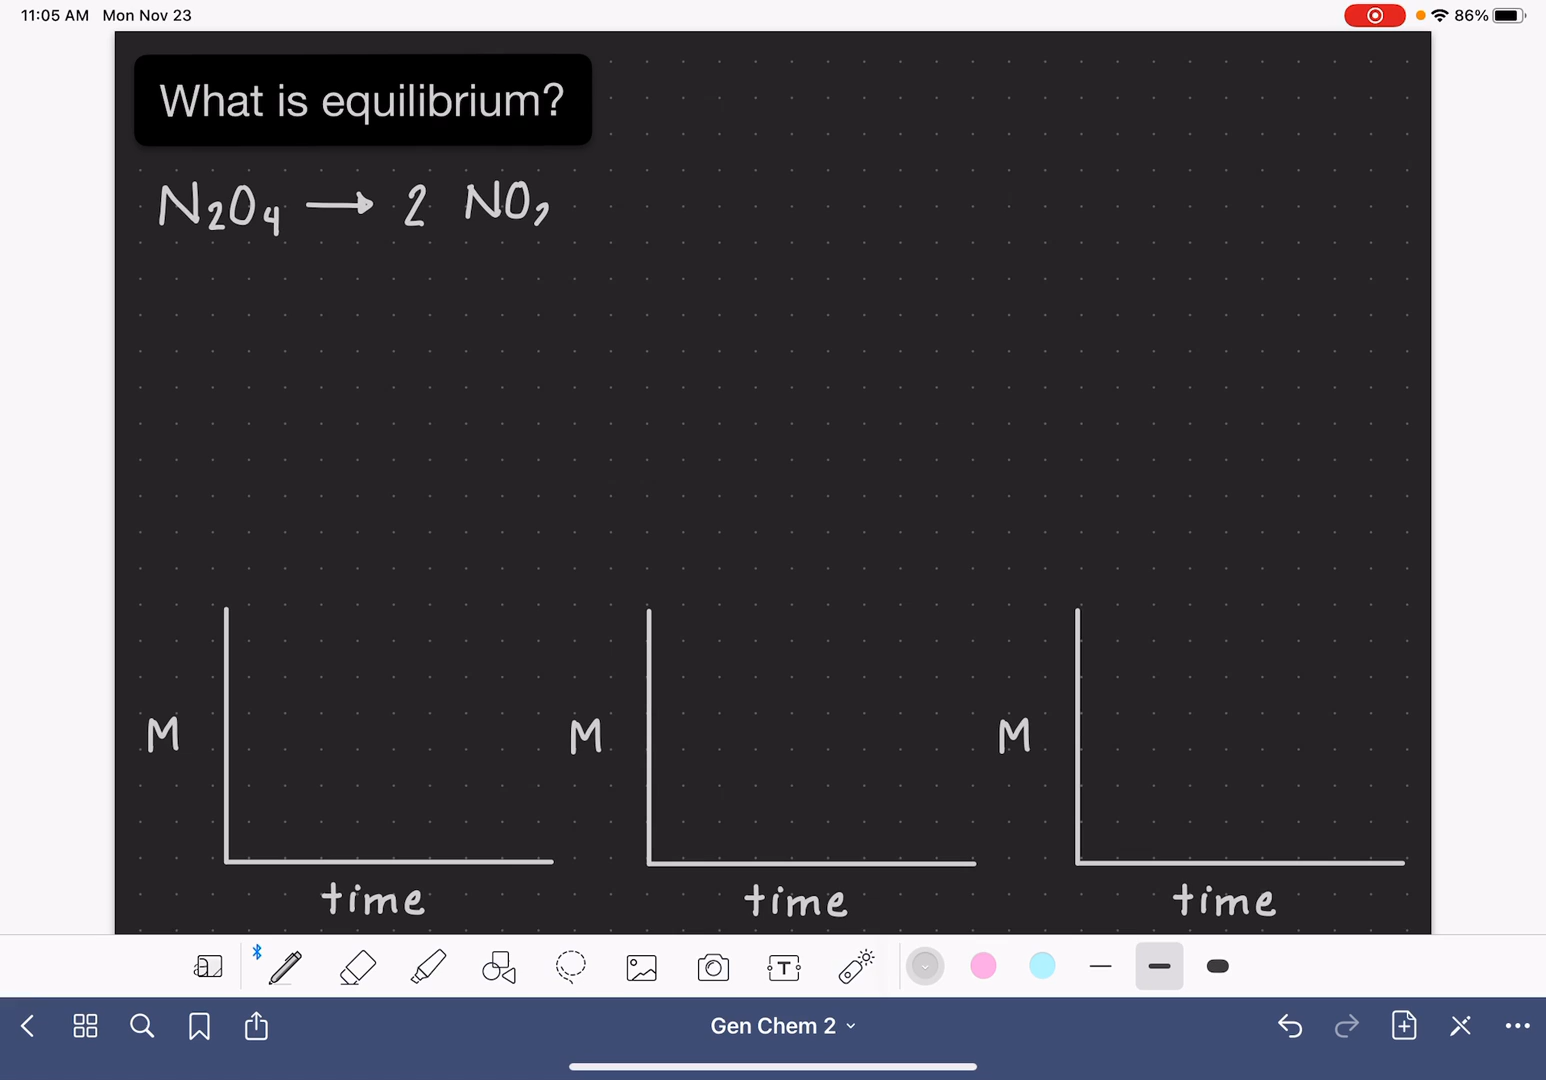 11:05 AM Mon Nov 23
86%
What is equilibrium?
N₂O₄ → 2 NO₂
M
M
M
time
time
time
T
Gen Chem 2